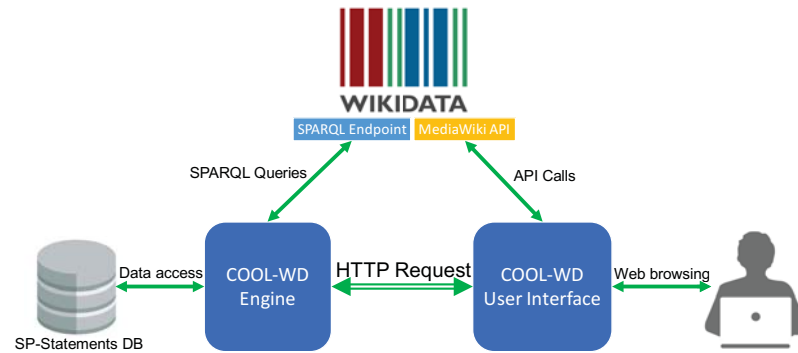 WIKIDATA
SPARQL Endpoint
MediaWiki API
SPARQL Queries
API Calls
Data access
COOL-WD
Engine
HTTP Request
COOL-WD
User Interface
Web browsing
SP-Statements DB